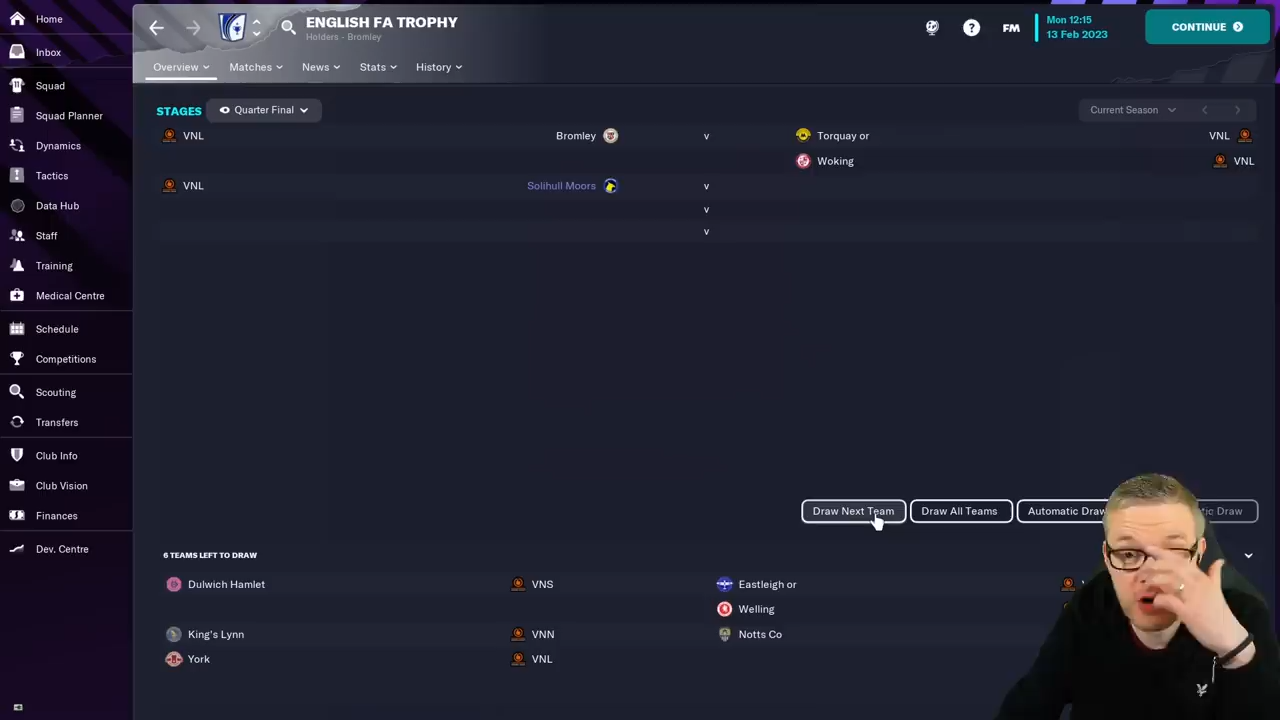 Home
ENGLISH FA TROPHY
Holders - Bromley
FM
Mon 12:15
13 Feb 2023
CONTINUE
Inbox
Overview
Matches
News
Stats
History
Squad
Squad Planner
Dynamics
Tactics
Data Hub
Staff
Training
Medical Centre
Schedule
Competitions
Scouting
Transfers
Club Info
Club Vision
Finances
Dev. Centre
STAGES
Quarter Final
Current Season
VNL Bromley v Torquay or VNL
Woking VNL
VNL Solihull Moors v
v
v
Draw Next Team
Draw All Teams
Automatic Draw
tic Draw
6 TEAMS LEFT TO DRAW
Dulwich Hamlet VNS Eastleigh or
Welling
King's Lynn VNN Notts Co
York VNL